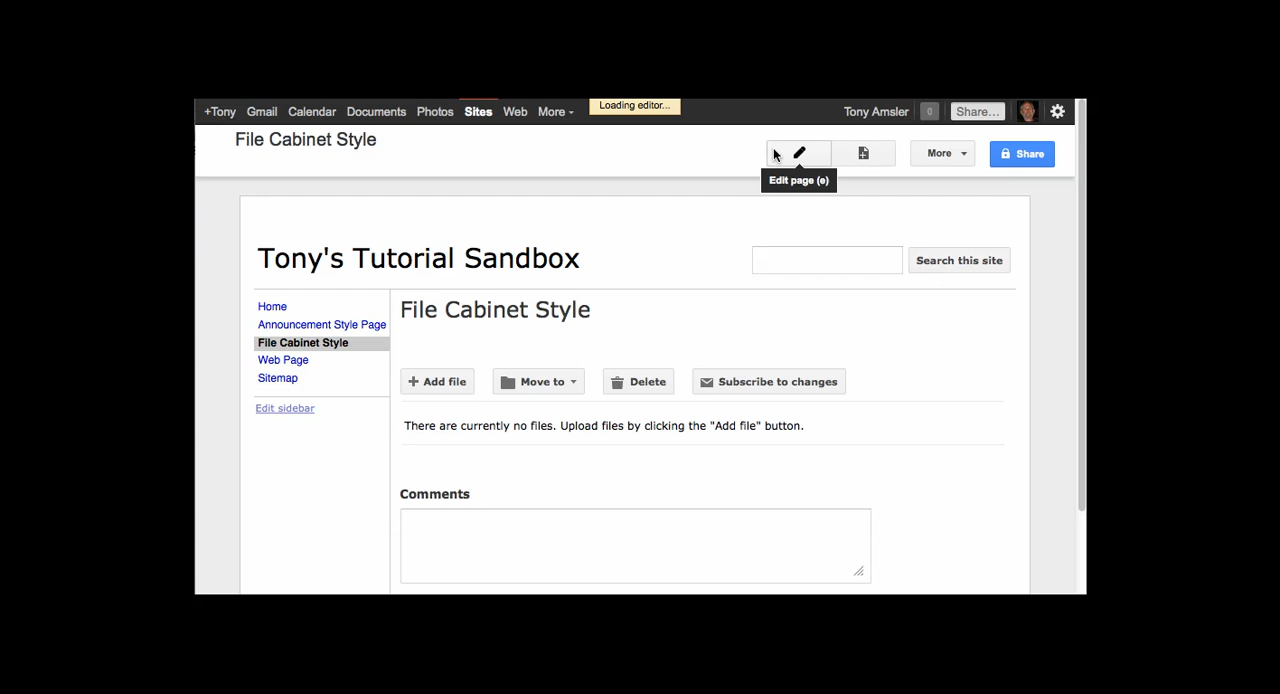 +Tony Gmail Calendar Documents Photos Sites Web More Loading editor... Tony Amsler 0 Share...
File Cabinet Style
More Share
Edit page (e)
Tony's Tutorial Sandbox
Search this site
Home
Announcement Style Page
File Cabinet Style
Web Page
Sitemap
Edit sidebar
File Cabinet Style
Add file Move to Delete Subscribe to changes
There are currently no files. Upload files by clicking the "Add file" button.
Comments